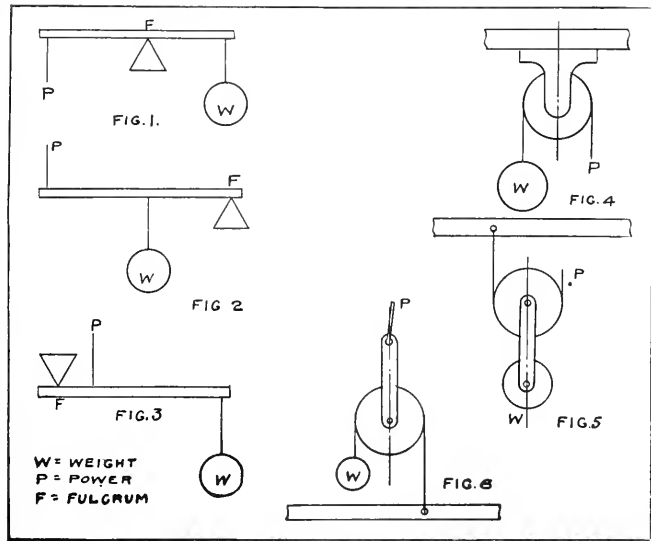 F
P
W
FIG.1.
P
F
W
FIG 2
P
F
FIG.3
W
W = WEIGHT
P = POWER
F = FULCRUM
W
P
FIG.4
P
W
FIG.5
P
W
FIG.6